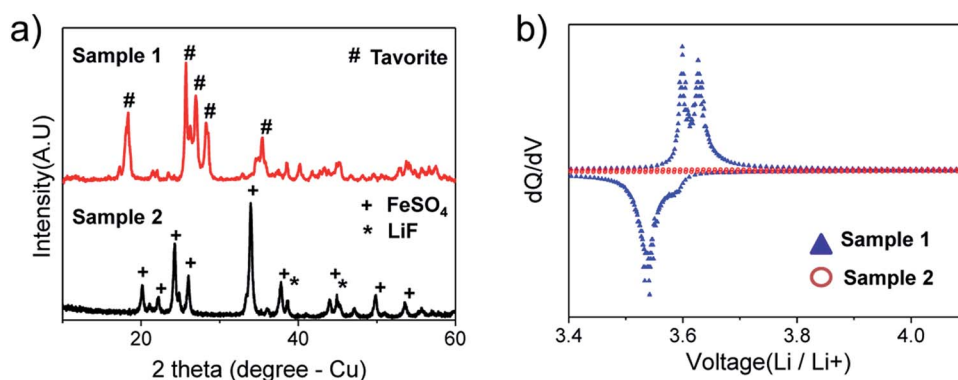 a)
Sample 1
# Tavorite
# # # # #
Sample 2
+ FeSO₄
* LiF
+ + + + + + * + * + +
Intensity(A.U)
20 40 60
2 theta (degree - Cu)
b)
dQ/dV
Sample 1
Sample 2
3.4 3.6 3.8 4.0
Voltage(Li / Li+)